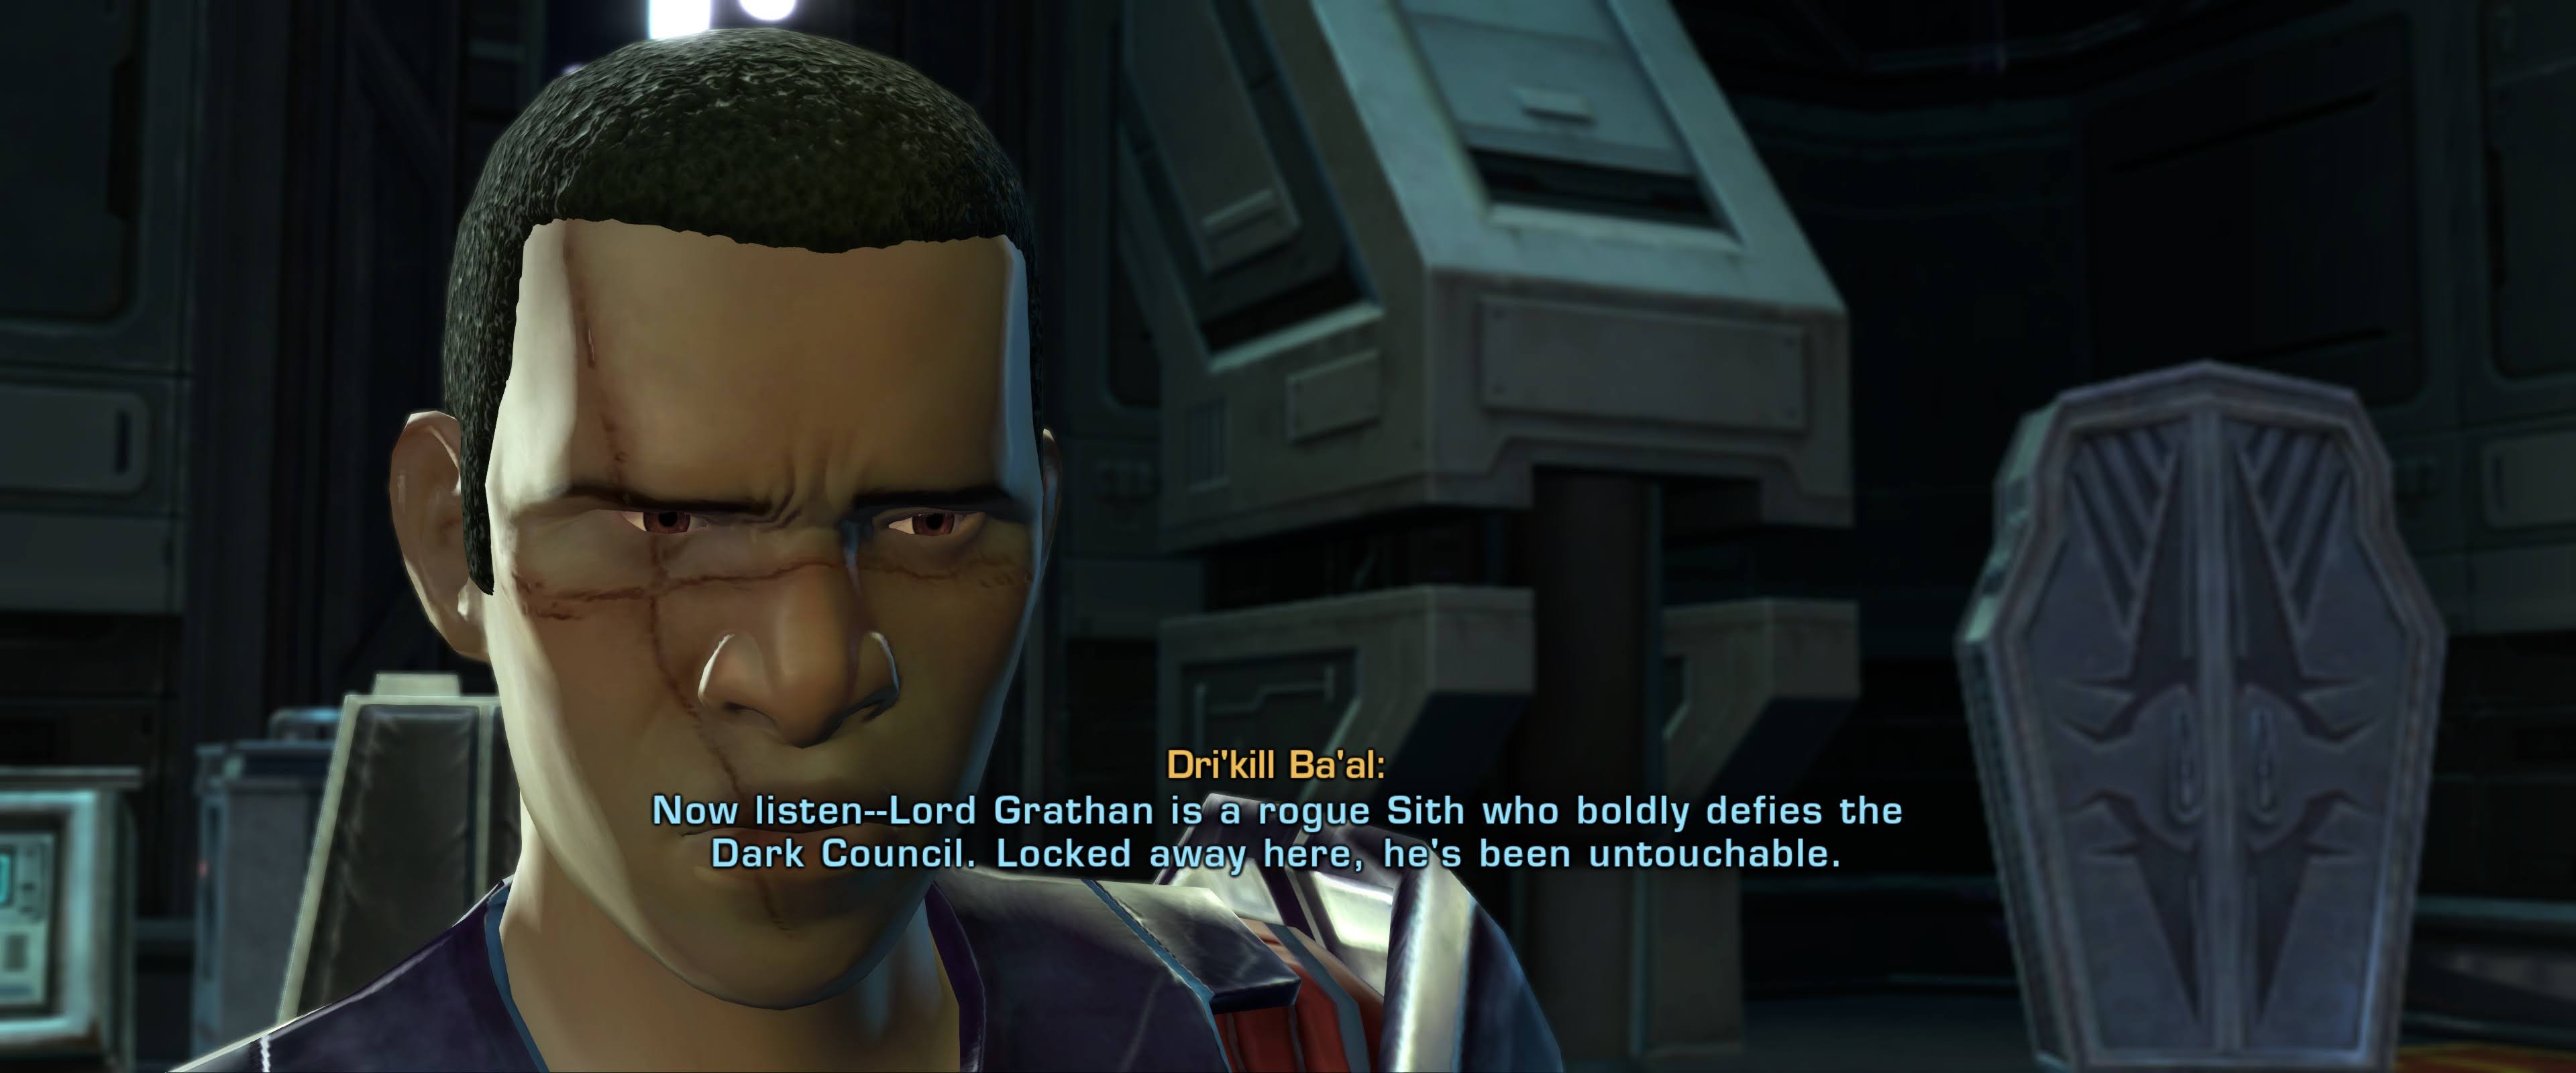 Dri'kill Ba'al:
Now listen--Lord Grathan is a rogue Sith who boldly defies the
Dark Council. Locked away here, he's been untouchable.